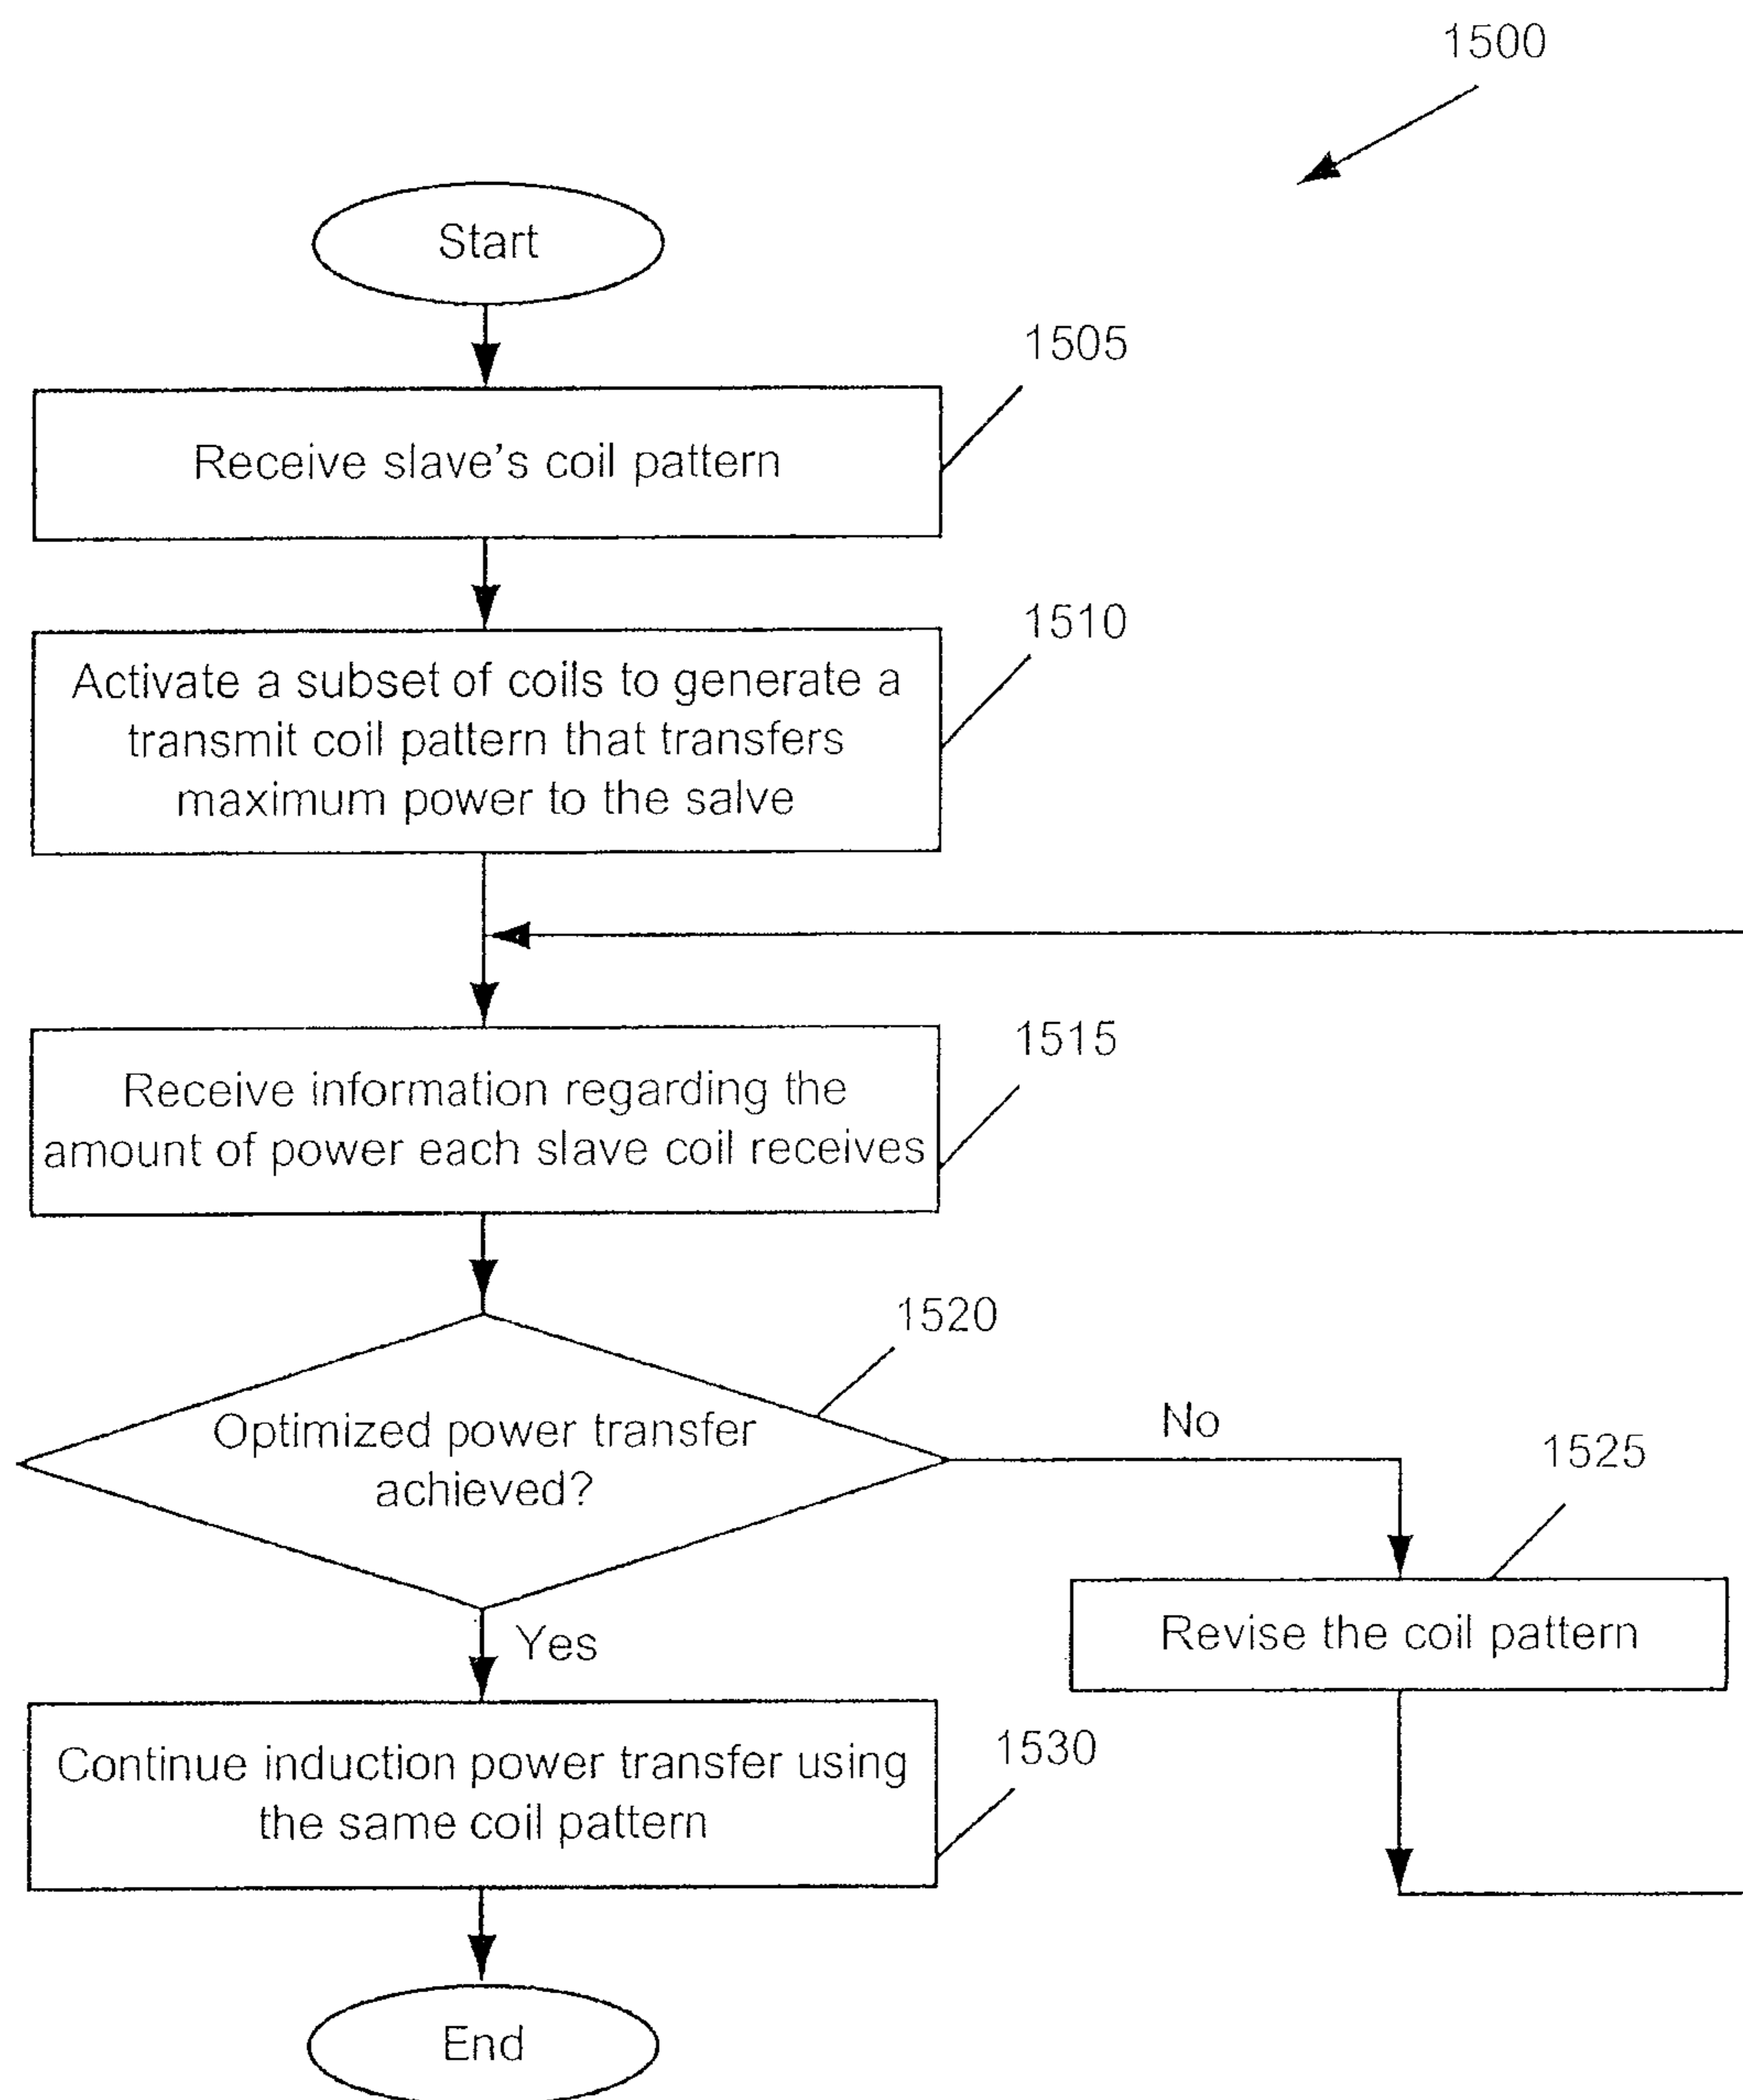 1500
Start
1505
Receive slave's coil pattern
1510
Activate a subset of coils to generate a
transmit coil pattern that transfers
maximum power to the salve
1515
Receive information regarding the
amount of power each slave coil receives
1520
Optimized power transfer
achieved?
No
1525
Revise the coil pattern
Yes
1530
Continue induction power transfer using
the same coil pattern
End